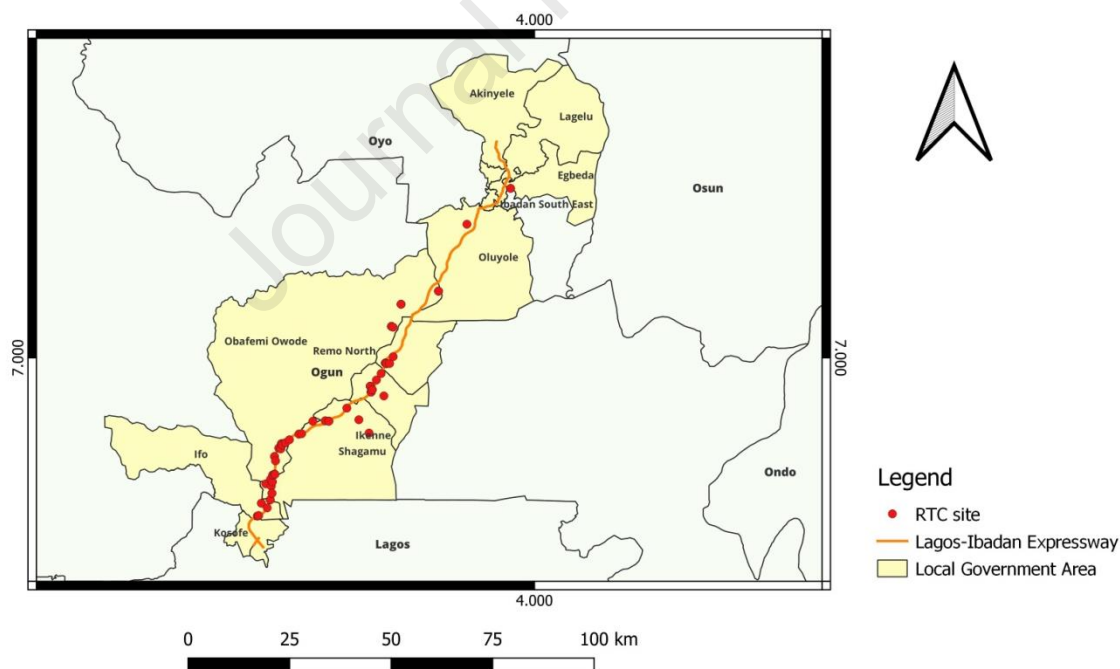 4.000
Journal
Akinyele
Lagelu
Oyo
Egbeda
Osun
Ibadan South East
Oluyole
Obafemi Owode
Remo North
7.000
7.000
Ogun
Ikenne
Shagamu
Ifo
Ondo
Kosofe
Lagos
4.000
Legend
RTC site
Lagos-Ibadan Expressway
Local Government Area
0 25 50 75 100 km